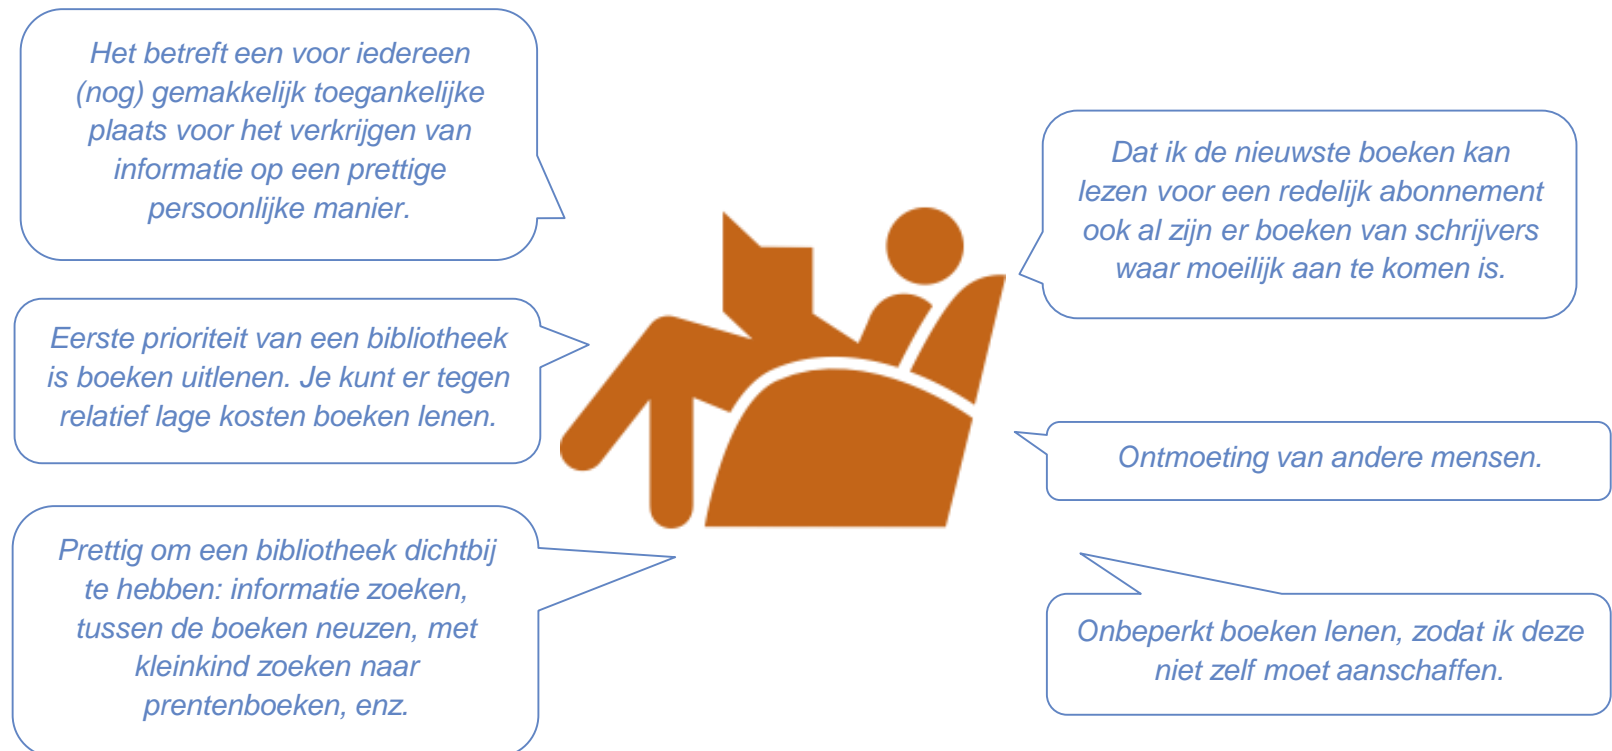 Het betreft een voor iedereen
(nog) gemakkelijk toegankelijke
plaats voor het verkrijgen van
informatie op een prettige
persoonlijke manier.
Eerste prioriteit van een bibliotheek
is boeken uitlenen. Je kunt er tegen
relatief lage kosten boeken lenen.
Prettig om een bibliotheek dichtbij
te hebben: informatie zoeken,
tussen de boeken neuzen, met
kleinkind zoeken naar
prentenboeken, enz.
Dat ik de nieuwste boeken kan
lezen voor een redelijk abonnement
ook al zijn er boeken van schrijvers
waar moeilijk aan te komen is.
Ontmoeting van andere mensen.
Onbeperkt boeken lenen, zodat ik deze
niet zelf moet aanschaffen.